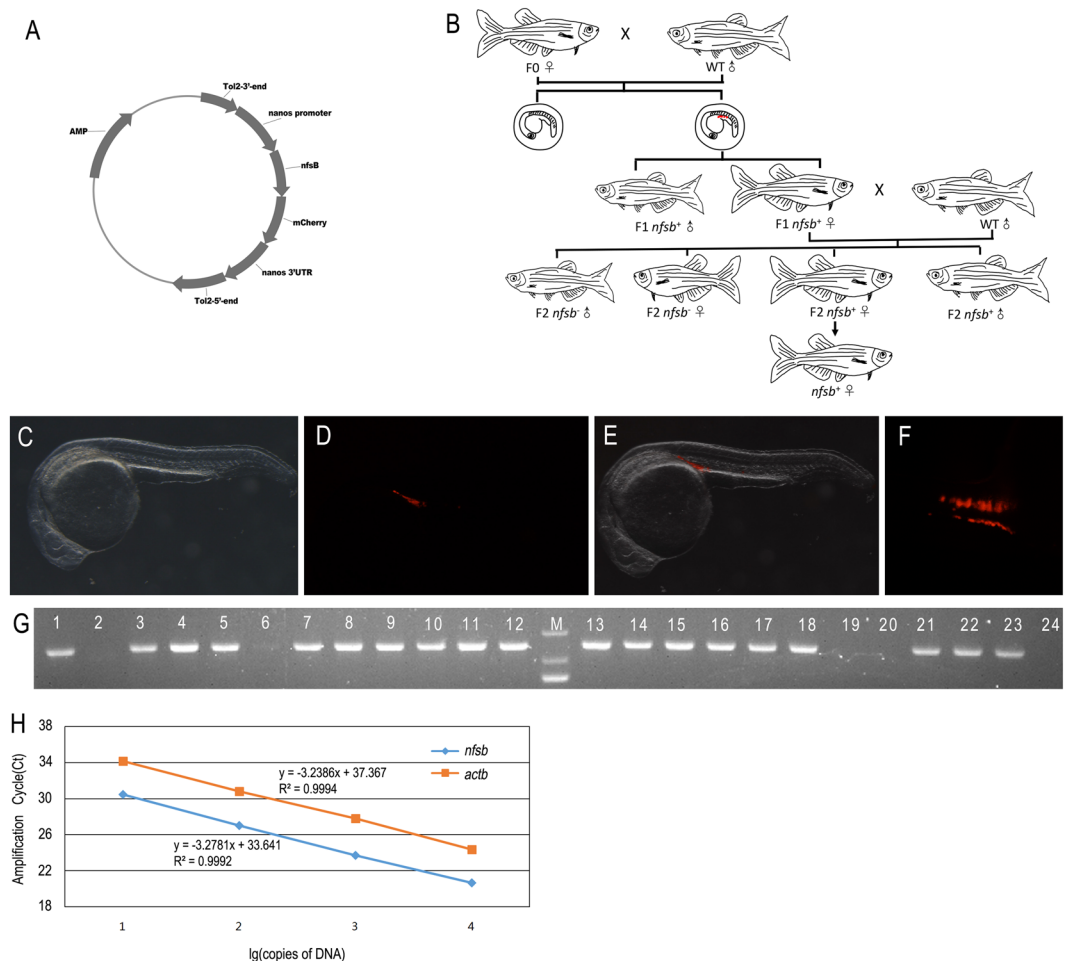 A
Tol2-3'-end
nanos promoter
AMP
nfsB
mCherry
nanos 3'UTR
Tol2-5'-end
B
X
F0 ♀
WT ♂
X
F1 nfsb⁺ ♂
F1 nfsb⁺ ♀
WT ♂
F2 nfsb⁻ ♂
F2 nfsb⁻ ♀
F2 nfsb⁺ ♀
F2 nfsb⁺ ♂
nfsb⁺ ♀
C
D
E
F
G
1 2 3 4 5 6 7 8 9 10 11 12 M 13 14 15 16 17 18 19 20 21 22 23 24
H
Amplification Cycle(Ct)
38
34
30
26
22
18
nfsb
actb
y = -3.2386x + 37.367
R² = 0.9994
y = -3.2781x + 33.641
R² = 0.9992
1 2 3 4
lg(copies of DNA)